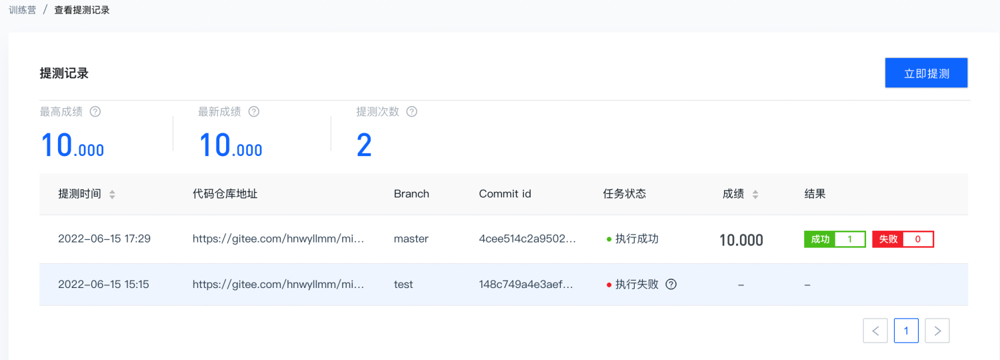 训练营 / 查看提测记录
提测记录
立即提测
最高成绩 最新成绩 提测次数
10.000 10.000 2
提测时间 代码仓库地址 Branch Commit id 任务状态 成绩 结果
2022-06-15 17:29 https://gitee.com/hnwyllmm/mi... master 4cee514c2a9502... 执行成功 10.000 成功 1 失败 0
2022-06-15 15:15 https://gitee.com/hnwyllmm/mi... test 148c749a4e3aef... 执行失败 - -
< 1 >